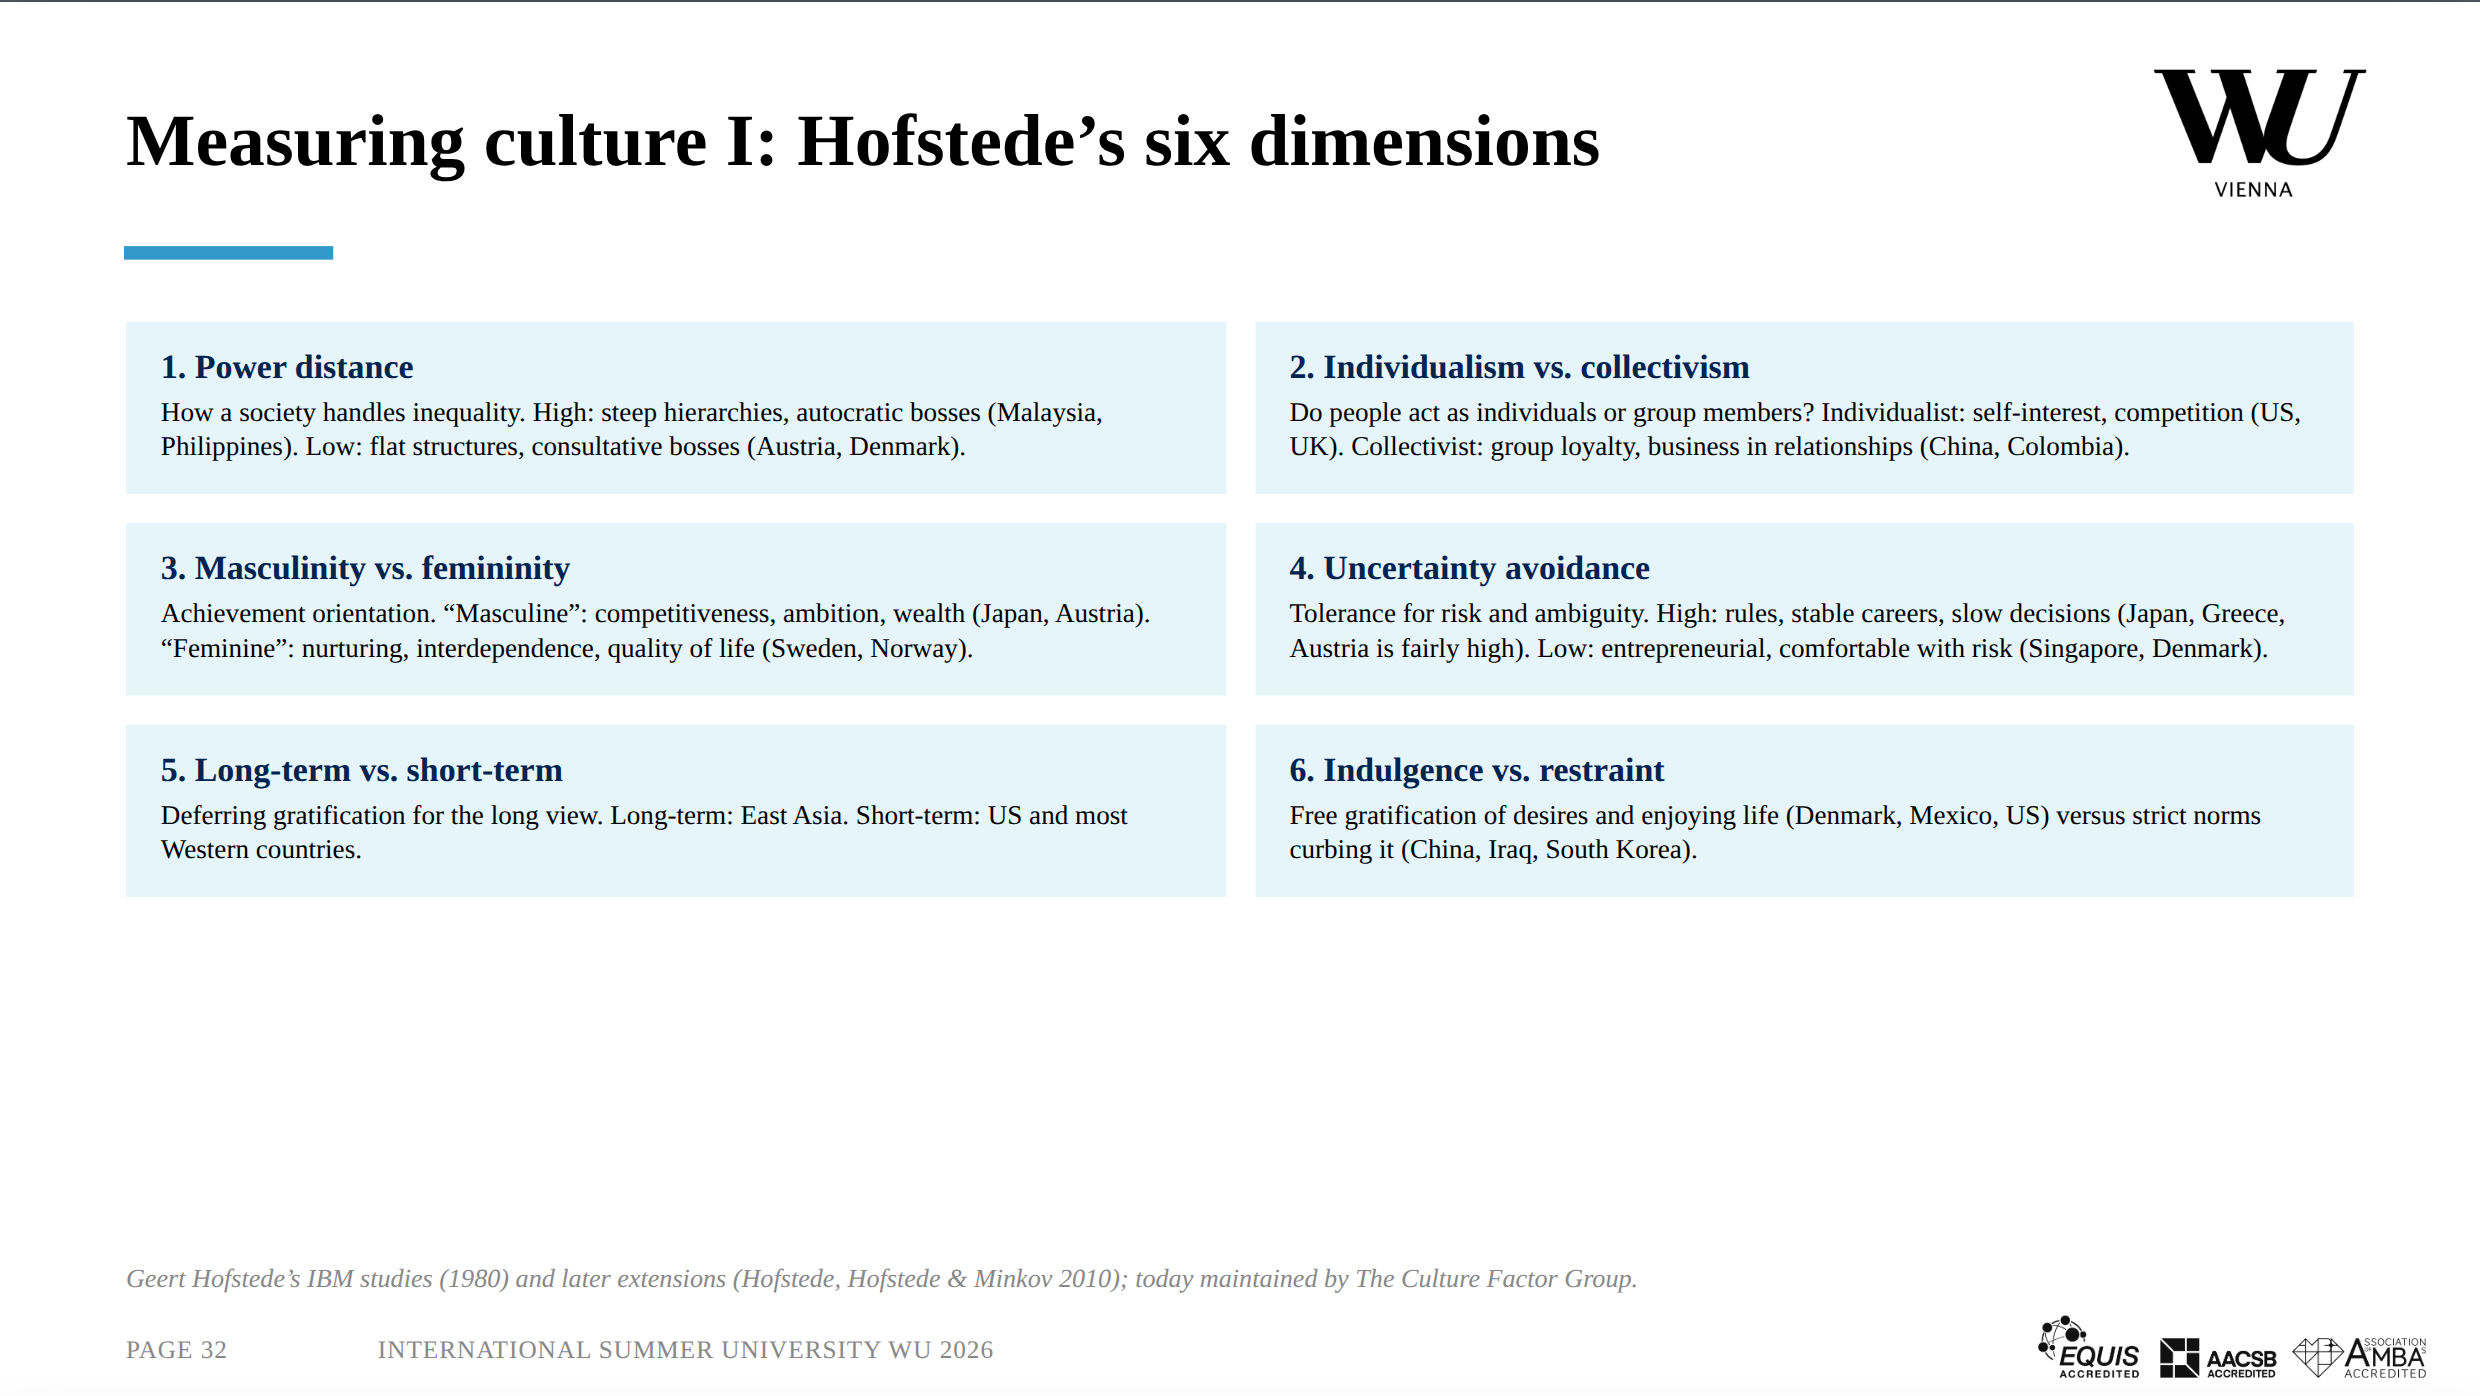 Measuring culture I: Hofstede’s six dimensions
WU
VIENNA
1. Power distance
How a society handles inequality. High: steep hierarchies, autocratic bosses (Malaysia,
Philippines). Low: flat structures, consultative bosses (Austria, Denmark).
2. Individualism vs. collectivism
Do people act as individuals or group members? Individualist: self-interest, competition (US,
UK). Collectivist: group loyalty, business in relationships (China, Colombia).
3. Masculinity vs. femininity
Achievement orientation. “Masculine”: competitiveness, ambition, wealth (Japan, Austria).
“Feminine”: nurturing, interdependence, quality of life (Sweden, Norway).
4. Uncertainty avoidance
Tolerance for risk and ambiguity. High: rules, stable careers, slow decisions (Japan, Greece,
Austria is fairly high). Low: entrepreneurial, comfortable with risk (Singapore, Denmark).
5. Long-term vs. short-term
Deferring gratification for the long view. Long-term: East Asia. Short-term: US and most
Western countries.
6. Indulgence vs. restraint
Free gratification of desires and enjoying life (Denmark, Mexico, US) versus strict norms
curbing it (China, Iraq, South Korea).
Geert Hofstede’s IBM studies (1980) and later extensions (Hofstede, Hofstede & Minkov 2010); today maintained by The Culture Factor Group.
PAGE 32 INTERNATIONAL SUMMER UNIVERSITY WU 2026
EQUIS
ACCREDITED
AACSB
ACCREDITED
ASSOCIATION
OF AMBAS
ACCREDITED